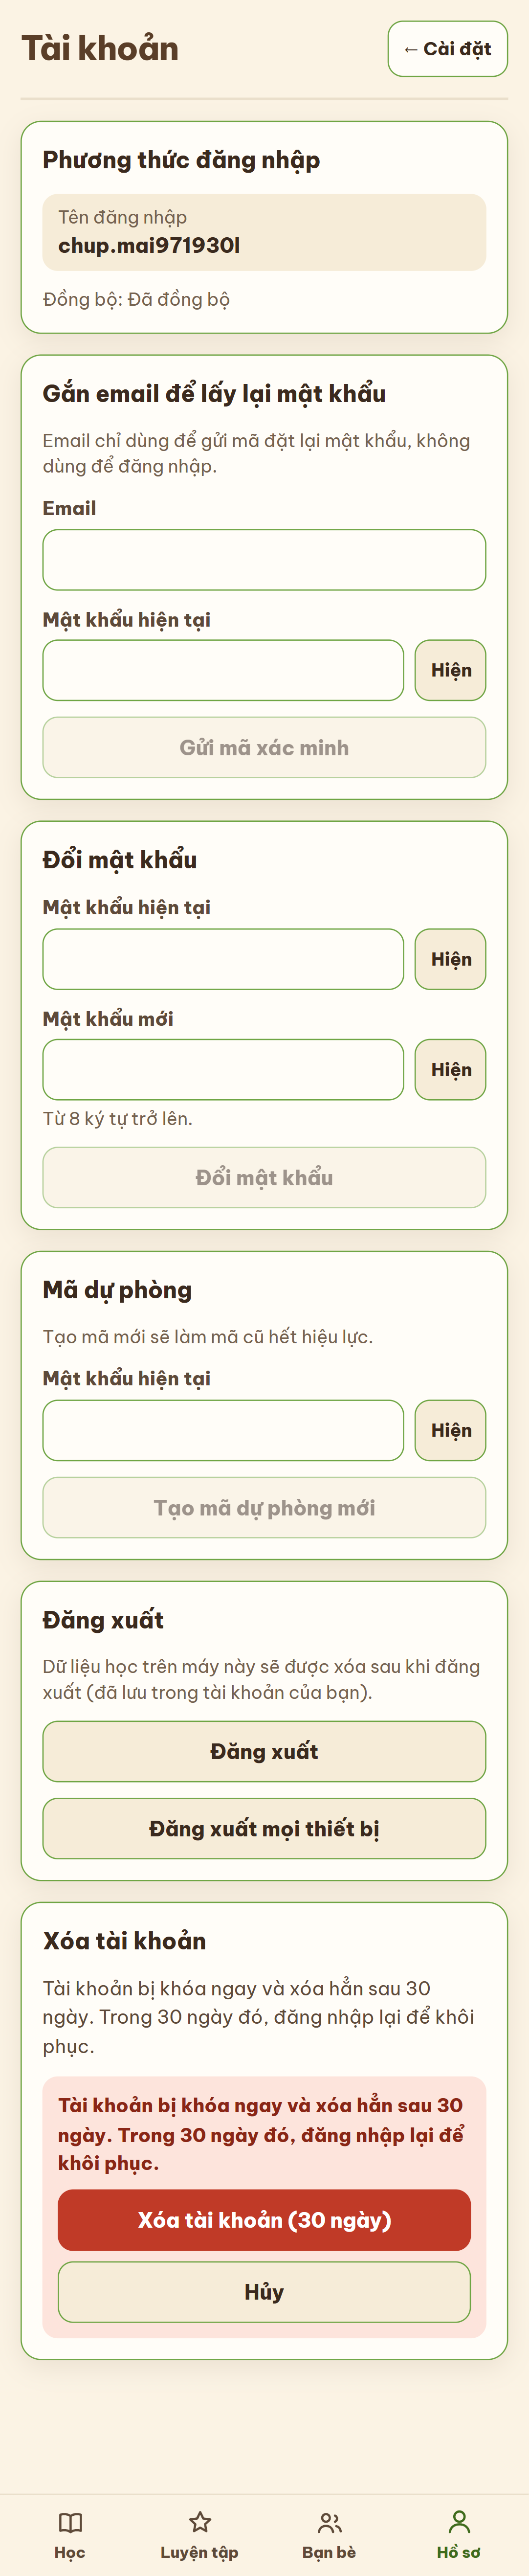 Tài khoản
← Cài đặt
Phương thức đăng nhập
Tên đăng nhập
chup.mai971930l
Đồng bộ: Đã đồng bộ
Gắn email để lấy lại mật khẩu
Email chỉ dùng để gửi mã đặt lại mật khẩu, không
dùng để đăng nhập.
Email
Mật khẩu hiện tại
Hiện
Gửi mã xác minh
Đổi mật khẩu
Mật khẩu hiện tại
Hiện
Mật khẩu mới
Hiện
Từ 8 ký tự trở lên.
Đổi mật khẩu
Mã dự phòng
Tạo mã mới sẽ làm mã cũ hết hiệu lực.
Mật khẩu hiện tại
Hiện
Tạo mã dự phòng mới
Đăng xuất
Dữ liệu học trên máy này sẽ được xóa sau khi đăng
xuất (đã lưu trong tài khoản của bạn).
Đăng xuất
Đăng xuất mọi thiết bị
Xóa tài khoản
Tài khoản bị khóa ngay và xóa hẳn sau 30
ngày. Trong 30 ngày đó, đăng nhập lại để khôi
phục.
Tài khoản bị khóa ngay và xóa hẳn sau 30
ngày. Trong 30 ngày đó, đăng nhập lại để
khôi phục.
Xóa tài khoản (30 ngày)
Hủy
Học
Luyện tập
Bạn bè
Hồ sơ